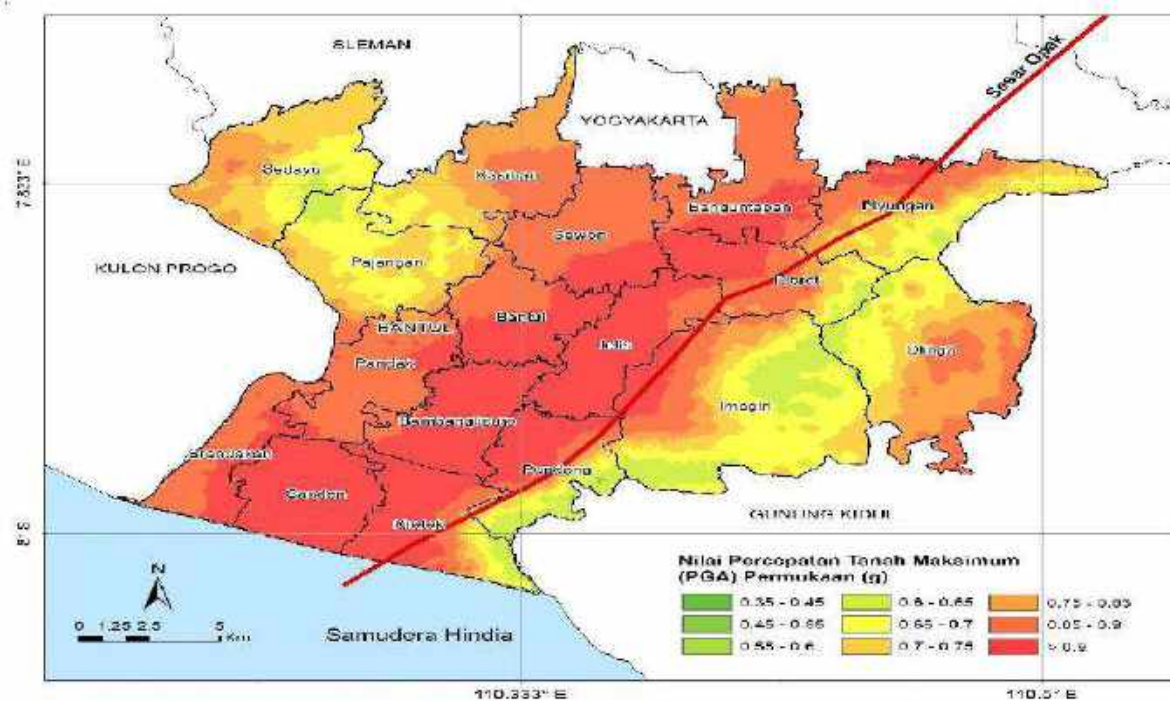 SLEMAN
Sesar Opak
YOGYAKARTA
7.833° E
Sedayu
Kasihan
Banguntapan
Piyungan
Sewon
KULON PROGO
Pajangan
Pleret
Bantul
BANTUL
Jetis
Dlingo
Pandak
Imogiri
Bambanglipuro
Srandakan
Pundong
Sanden
Kretek
GUNUNG KIDUL
8°S
Nilai Percepatan Tanah Maksimum
(PGA) Permukaan (g)
0.35 - 0.45
0.6 - 0.65
0.75 - 0.85
0.45 - 0.55
0.65 - 0.7
0.85 - 0.9
0.55 - 0.6
0.7 - 0.75
> 0.9
N
0 1.25 2.5 5
Km
Samudera Hindia
110.333° E
110.5° E